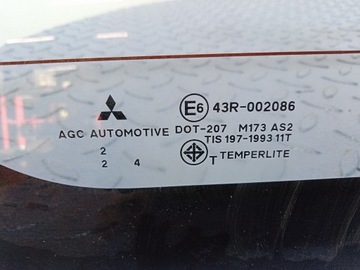 E6 43R-002086
AGC AUTOMOTIVE DOT-207 M173 AS2
TIS 197-1993 11T
2
2 4
T TEMPERLITE